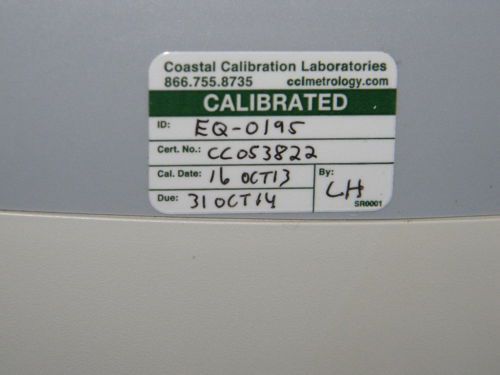 Coastal Calibration Laboratories
866.755.8735 cclmetrology.com
CALIBRATED
ID: EQ-0195
Cert. No.: CC053822
Cal. Date: 16 OCT13 By: LH
Due: 31 OCT14 SR0001